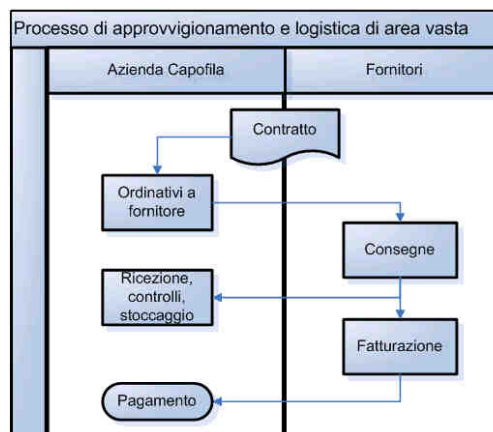 Processo di approvvigionamento e logistica di area vasta
Azienda Capofila
Fornitori
Contratto
Ordinativi a
fornitore
Consegne
Ricezione,
controlli,
stoccaggio
Fatturazione
Pagamento